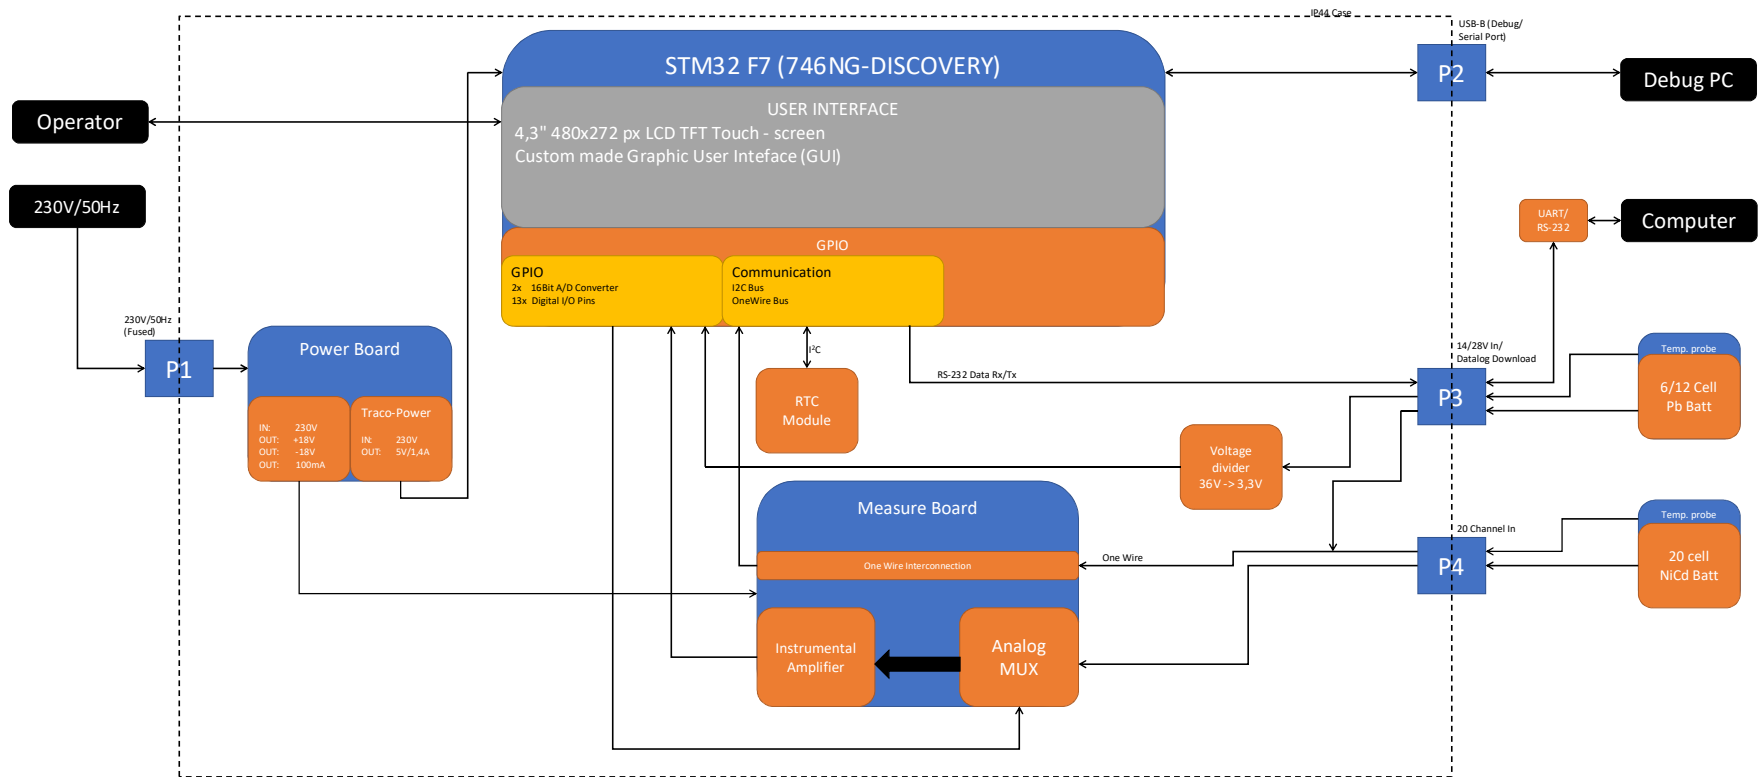 IP44 Case
USB-B (Debug/
Serial Port)
STM32 F7 (746NG-DISCOVERY)
P2
Debug PC
Operator
USER INTERFACE
4,3" 480x272 px LCD TFT Touch - screen
Custom made Graphic User Inteface (GUI)
230V/50Hz
UART/
RS-232
Computer
GPIO
GPIO
2x 16Bit A/D Converter
13x Digital I/O Pins
Communication
I2C Bus
OneWire Bus
230V/50Hz
(Fused)
P1
Power Board
IN: 230V
OUT: +18V
OUT: -18V
OUT: 100mA
Traco-Power
IN: 230V
OUT: 5V/1,4A
I²C
RTC
Module
RS-232 Data Rx/Tx
14/28V In/
Datalog Download
P3
Temp. probe
6/12 Cell
Pb Batt
Voltage
divider
36V -> 3,3V
Measure Board
One Wire Interconnection
One Wire
20 Channel In
P4
Temp. probe
20 cell
NiCd Batt
Instrumental
Amplifier
Analog
MUX